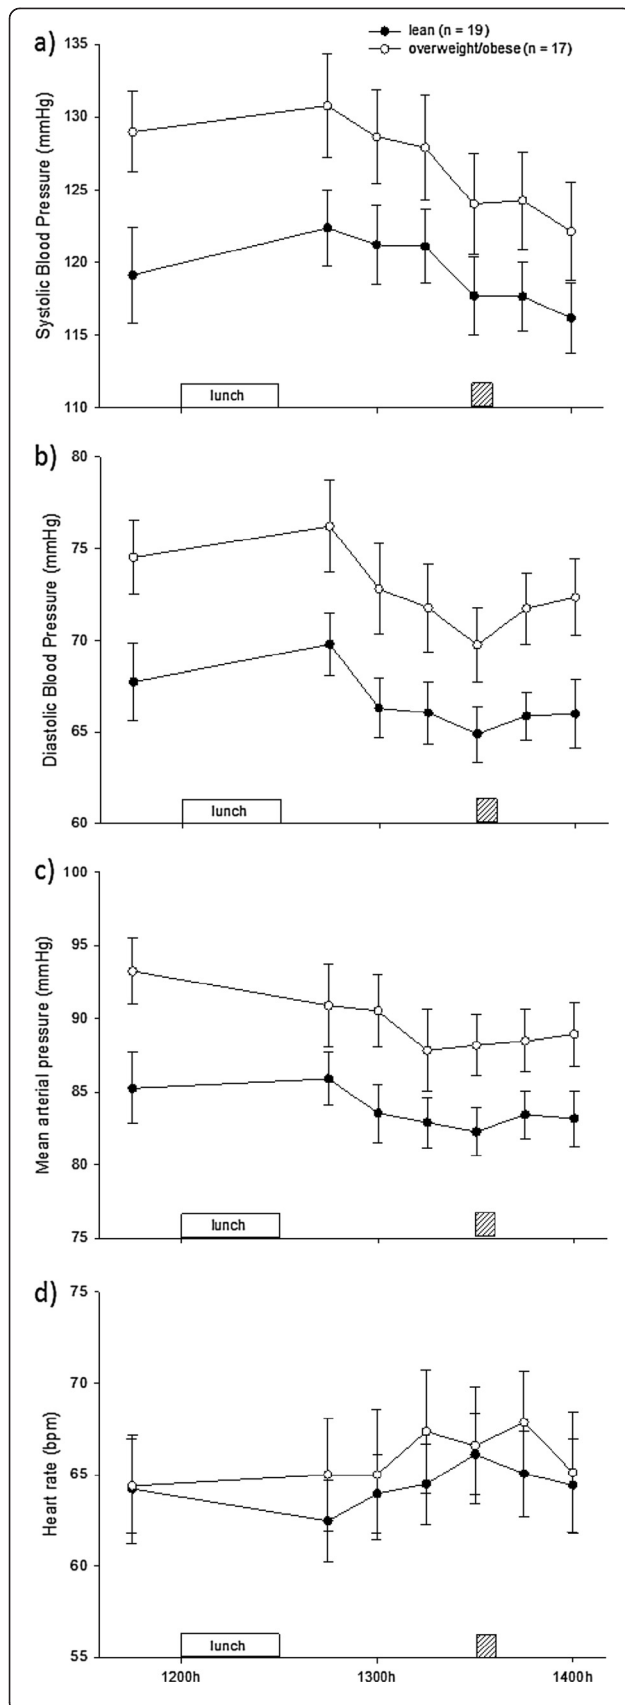 a)
lean (n = 19)
overweight/obese (n = 17)
Systolic Blood Pressure (mmHg)
135
130
125
120
115
110
lunch
b)
Diastolic Blood Pressure (mmHg)
80
75
70
65
60
lunch
c)
Mean arterial pressure (mmHg)
100
95
90
85
80
75
lunch
d)
Heart rate (bpm)
75
70
65
60
55
lunch
1200h 1300h 1400h